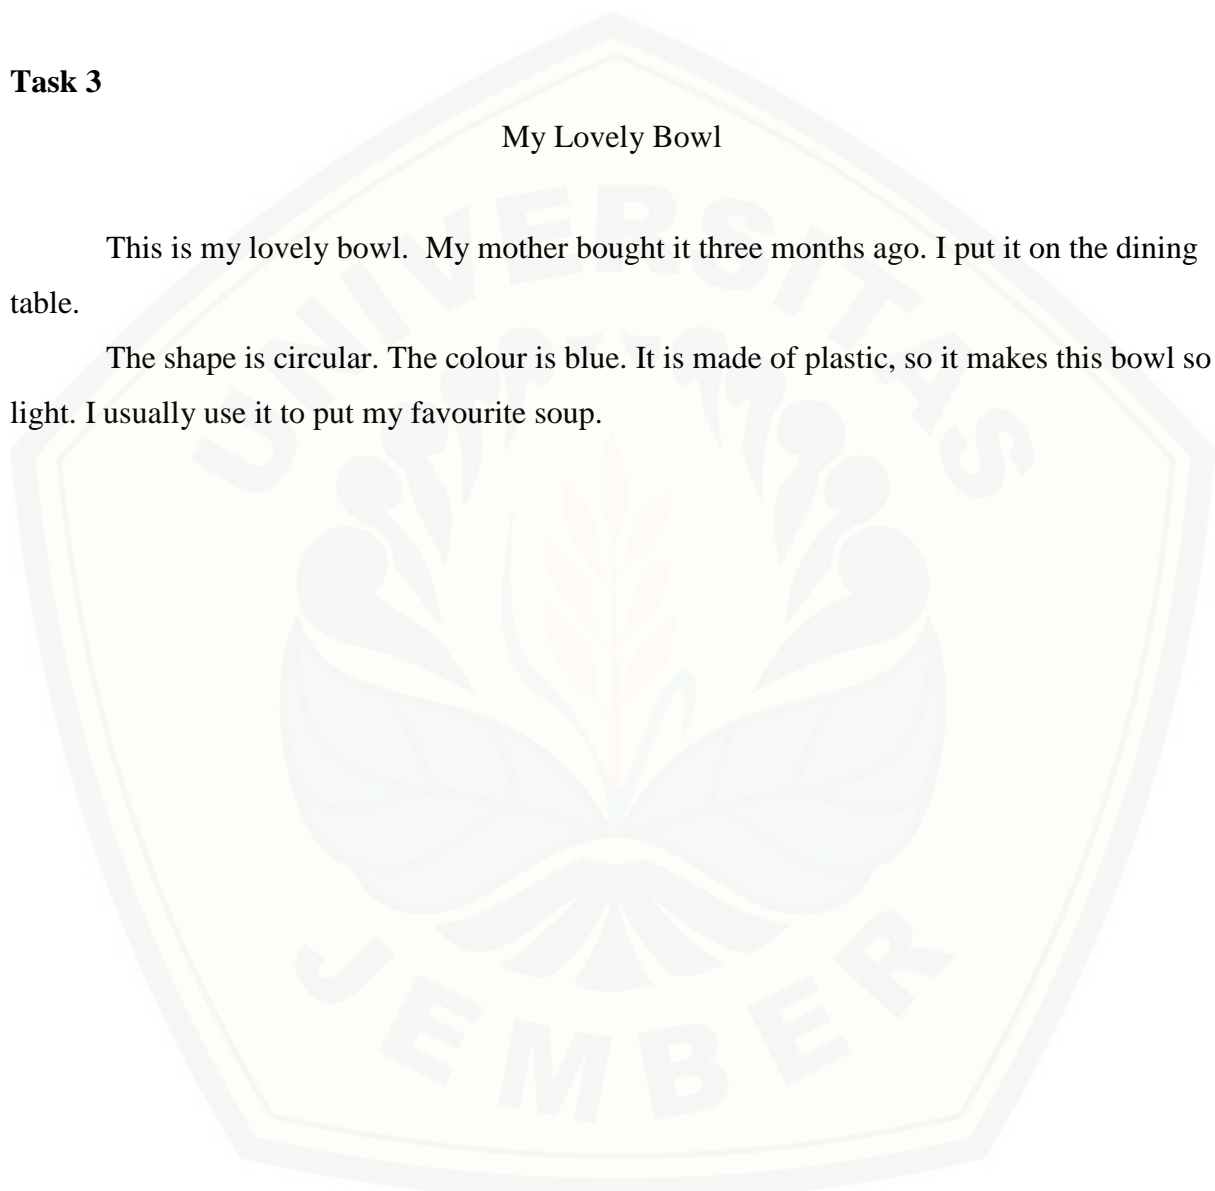 Task 3
My Lovely Bowl
This is my lovely bowl.  My mother bought it three months ago. I put it on the dining
table.
The shape is circular. The colour is blue. It is made of plastic, so it makes this bowl so
light. I usually use it to put my favourite soup.
UNIVERSITAS
JEMBER